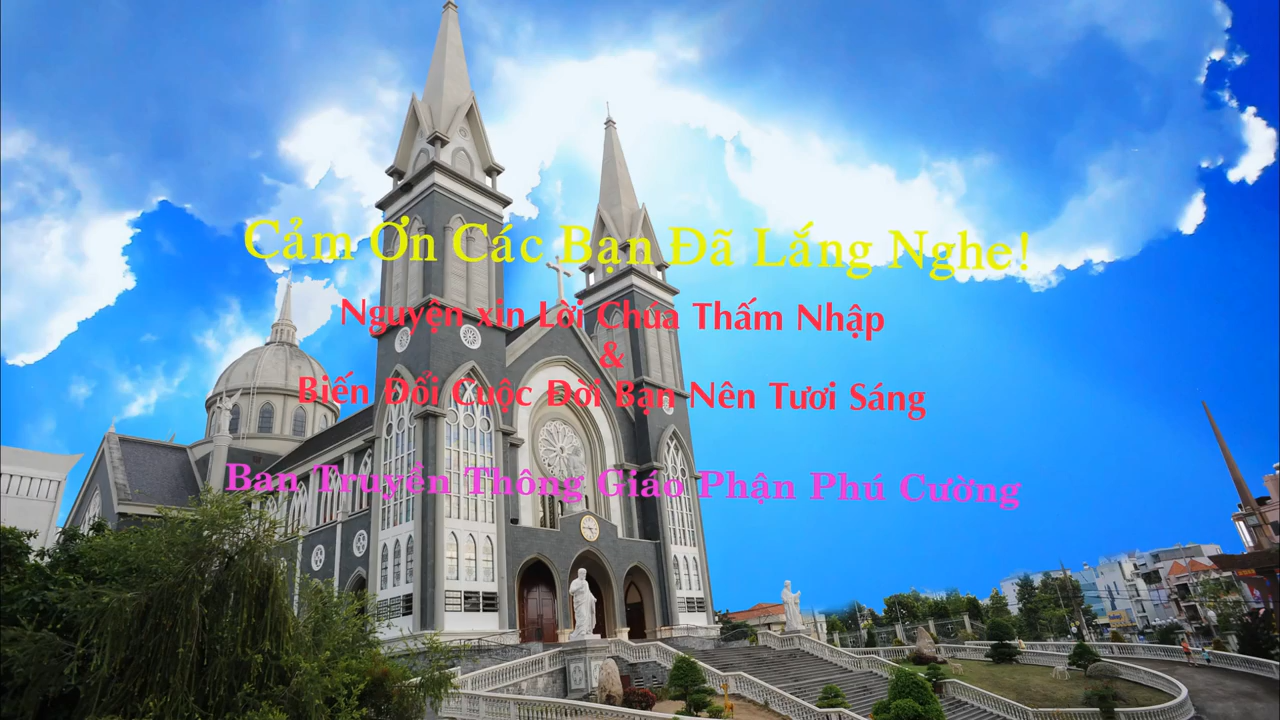 Cảm Ơn Các Bạn Đã Lắng Nghe!
Nguyện xin Lời Chúa Thấm Nhập
&
Biến Đổi Cuộc Đời Bạn Nên Tươi Sáng
Ban Truyền Thông Giáo Phận Phú Cường